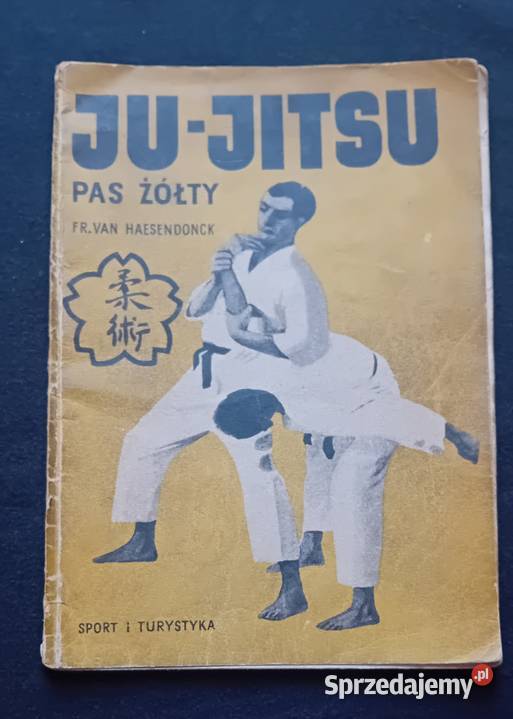 JU-JITSU
PAS ŻÓŁTY
FR. VAN HAESENDONCK
柔
術
SPORT i TURYSTYKA
Sprzedajemy.pl